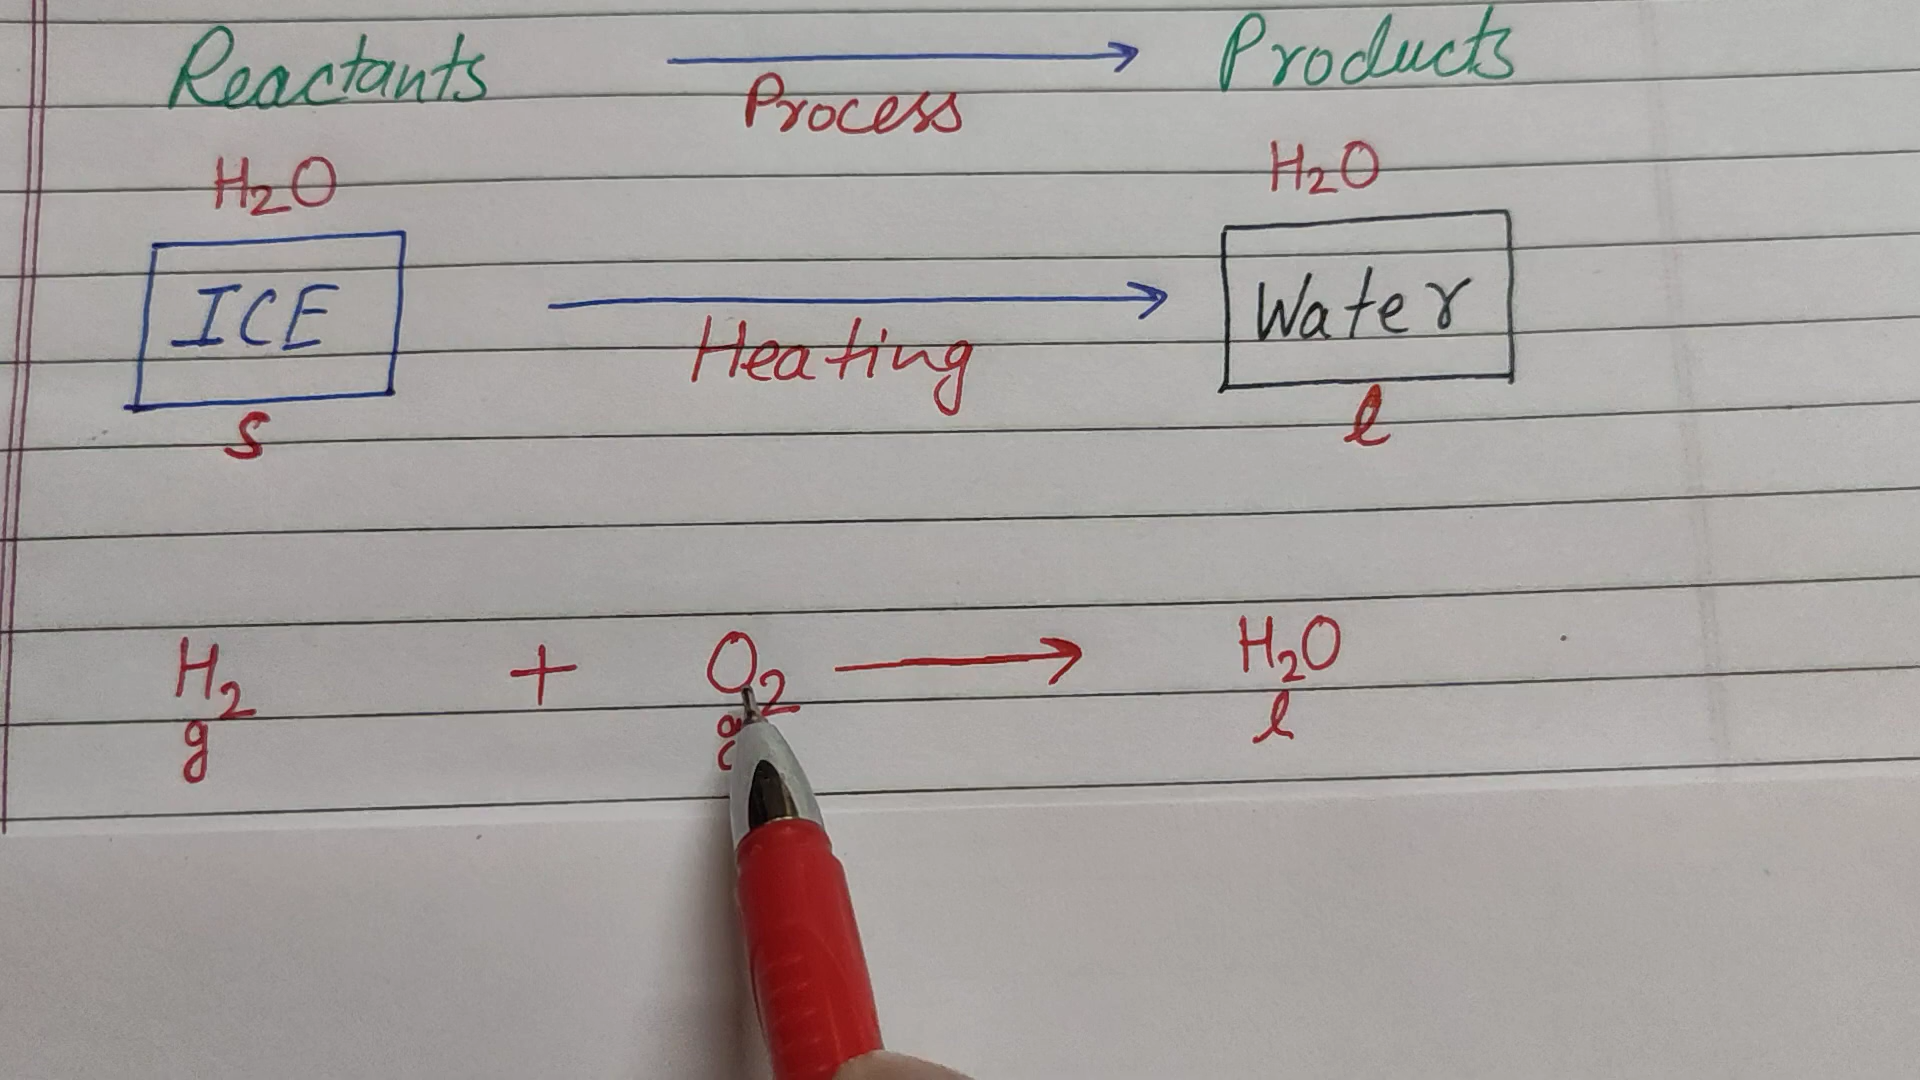 Reactants → Products
Process
H₂O H₂O
ICE → Water
Heating
s l
H₂ + O₂ → H₂O
g g l